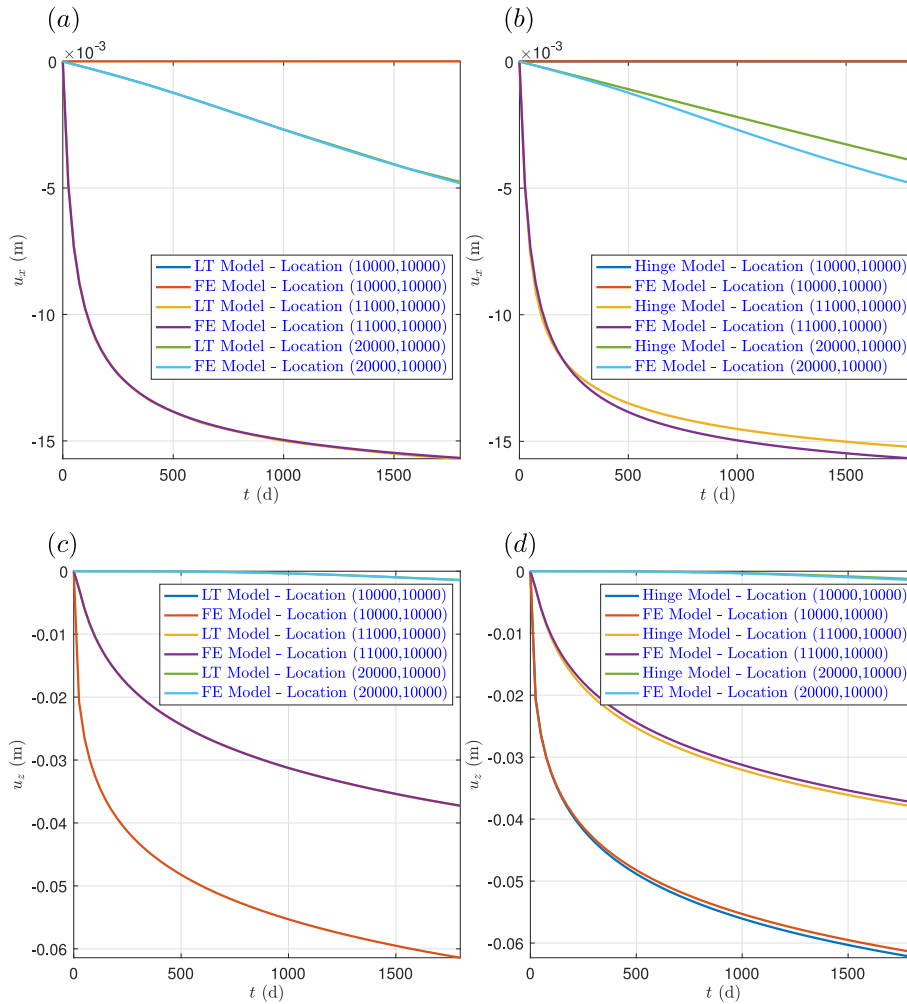 (a)
×10⁻³
0
-5
-10
-15
u_x (m)
0
500
1000
1500
t (d)
LT Model - Location (10000,10000)
FE Model - Location (10000,10000)
LT Model - Location (11000,10000)
FE Model - Location (11000,10000)
LT Model - Location (20000,10000)
FE Model - Location (20000,10000)
(b)
×10⁻³
0
-5
-10
-15
u_x (m)
0
500
1000
1500
t (d)
Hinge Model - Location (10000,10000)
FE Model - Location (10000,10000)
Hinge Model - Location (11000,10000)
FE Model - Location (11000,10000)
Hinge Model - Location (20000,10000)
FE Model - Location (20000,10000)
(c)
0
-0.01
-0.02
-0.03
-0.04
-0.05
-0.06
u_z (m)
0
500
1000
1500
t (d)
LT Model - Location (10000,10000)
FE Model - Location (10000,10000)
LT Model - Location (11000,10000)
FE Model - Location (11000,10000)
LT Model - Location (20000,10000)
FE Model - Location (20000,10000)
(d)
0
-0.01
-0.02
-0.03
-0.04
-0.05
-0.06
u_z (m)
0
500
1000
1500
t (d)
Hinge Model - Location (10000,10000)
FE Model - Location (10000,10000)
Hinge Model - Location (11000,10000)
FE Model - Location (11000,10000)
Hinge Model - Location (20000,10000)
FE Model - Location (20000,10000)